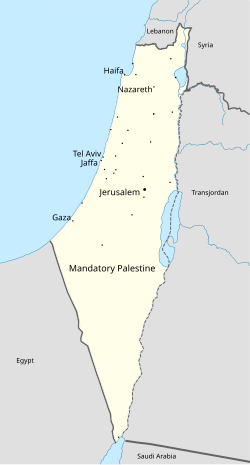 Lebanon
Syria
Haifa
Nazareth
Tel Aviv
Jaffa
Jerusalem
Transjordan
Gaza
Mandatory Palestine
Egypt
Saudi Arabia